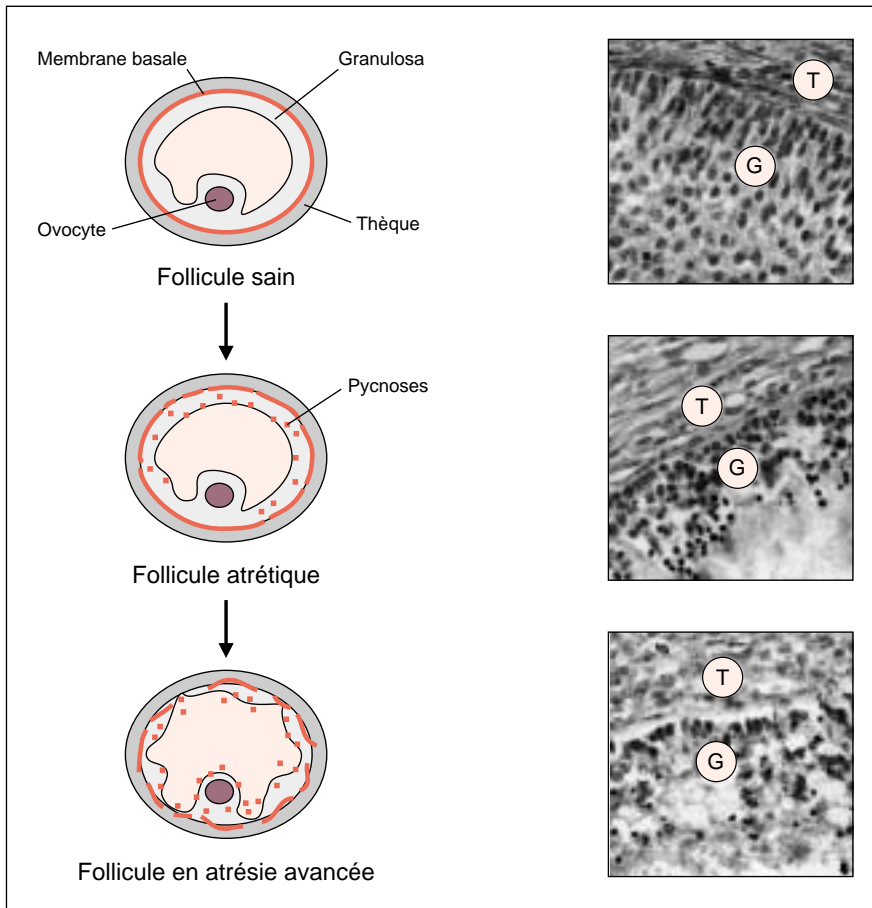 Membrane basale
Granulosa
T
G
Ovocyte
Thèque
Follicule sain
Pycnoses
T
G
Follicule atrétique
T
G
Follicule en atrésie avancée